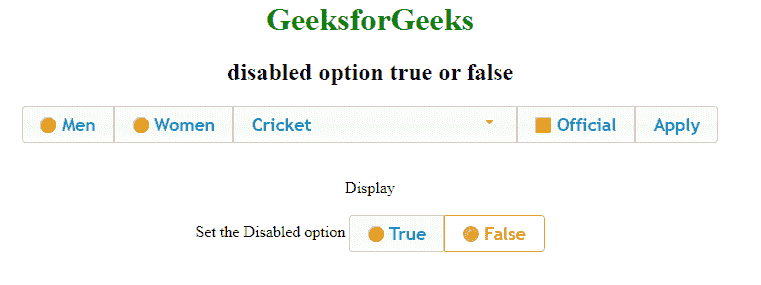 GeeksforGeeks
disabled option true or false
Men Women Cricket Official Apply
Display
Set the Disabled option True False